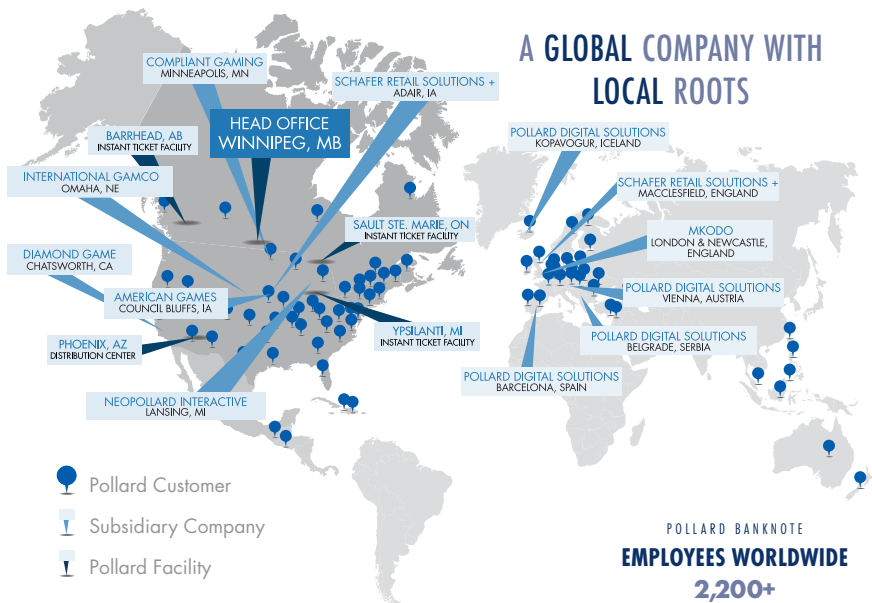 A GLOBAL COMPANY WITH
LOCAL ROOTS
COMPLIANT GAMING
MINNEAPOLIS, MN
SCHAFER RETAIL SOLUTIONS +
ADAIR, IA
HEAD OFFICE
WINNIPEG, MB
BARRHEAD, AB
INSTANT TICKET FACILITY
INTERNATIONAL GAMCO
OMAHA, NE
SAULT STE. MARIE, ON
INSTANT TICKET FACILITY
DIAMOND GAME
CHATSWORTH, CA
AMERICAN GAMES
COUNCIL BLUFFS, IA
PHOENIX, AZ
DISTRIBUTION CENTER
YPSILANTI, MI
INSTANT TICKET FACILITY
NEOPOLLARD INTERACTIVE
LANSING, MI
POLLARD DIGITAL SOLUTIONS
KOPAVOGUR, ICELAND
SCHAFER RETAIL SOLUTIONS +
MACCLESFIELD, ENGLAND
MKODO
LONDON & NEWCASTLE,
ENGLAND
POLLARD DIGITAL SOLUTIONS
VIENNA, AUSTRIA
POLLARD DIGITAL SOLUTIONS
BELGRADE, SERBIA
POLLARD DIGITAL SOLUTIONS
BARCELONA, SPAIN
Pollard Customer
Subsidiary Company
Pollard Facility
POLLARD BANKNOTE
EMPLOYEES WORLDWIDE
2,200+